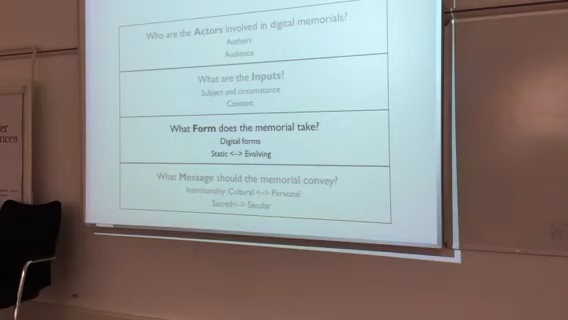 Who are the Actors involved in digital memorials?
Authors
Audience
What are the Inputs?
Subject and circumstance
Content
What Form does the memorial take?
Digital forms
Static <--> Evolving
What Message should the memorial convey?
Intentionality: Cultural <--> Personal
Sacred<--> Secular
er
nces